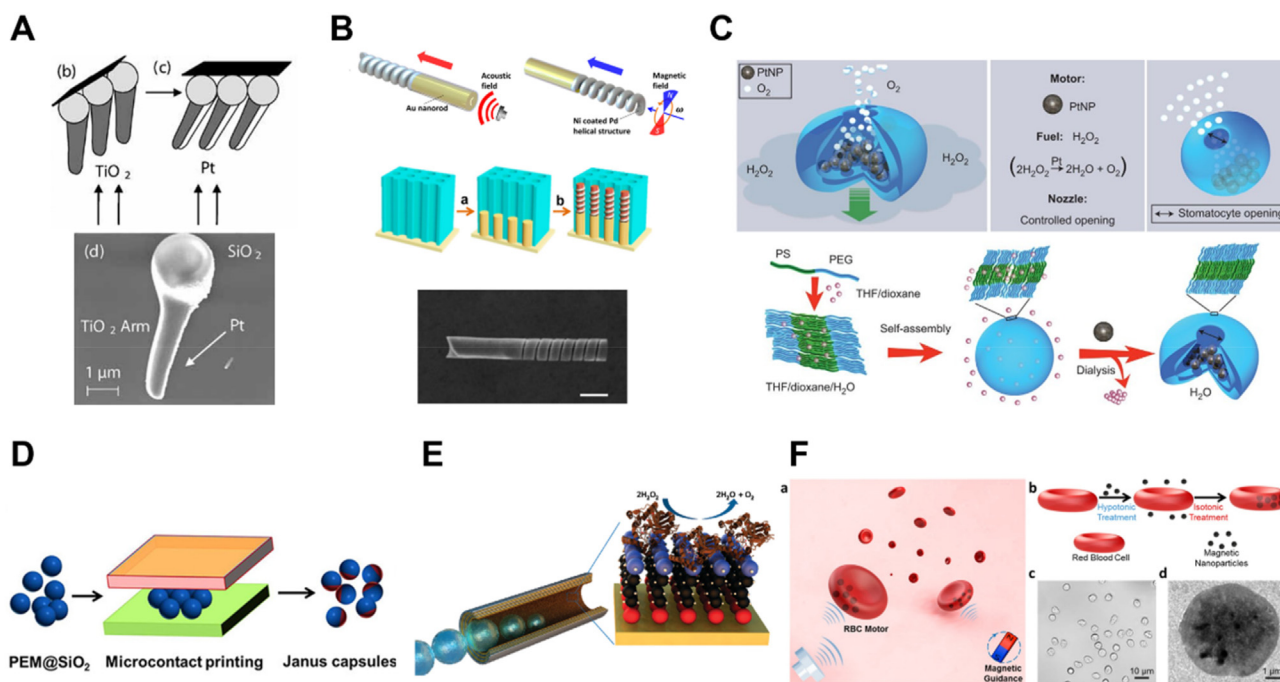 A
(b)
(c)
TiO 2
Pt
(d)
SiO 2
TiO 2 Arm
Pt
1 μm
B
Acoustic
field
Au nanorod
Magnetic
field
N
ω
Ni coated Pd
helical structure
a
b
C
PtNP
O2
O2
H2O2
H2O2
Motor:
PtNP
Fuel: H2O2
(2H2O2 Pt→ 2H2O + O2)
Nozzle:
Controlled opening
↔ Stomatocyte opening
PS
PEG
THF/dioxane
THF/dioxane/H2O
Self-assembly
Dialysis
H2O
D
PEM@SiO2
Microcontact printing
Janus capsules
E
2H2O2
2H2O + O2
F
a
RBC Motor
Magnetic
Guidance
b
Hypotonic
Treatment
Isotonic
Treatment
Red Blood Cell
Magnetic
Nanoparticles
c
10 μm
d
1 μm